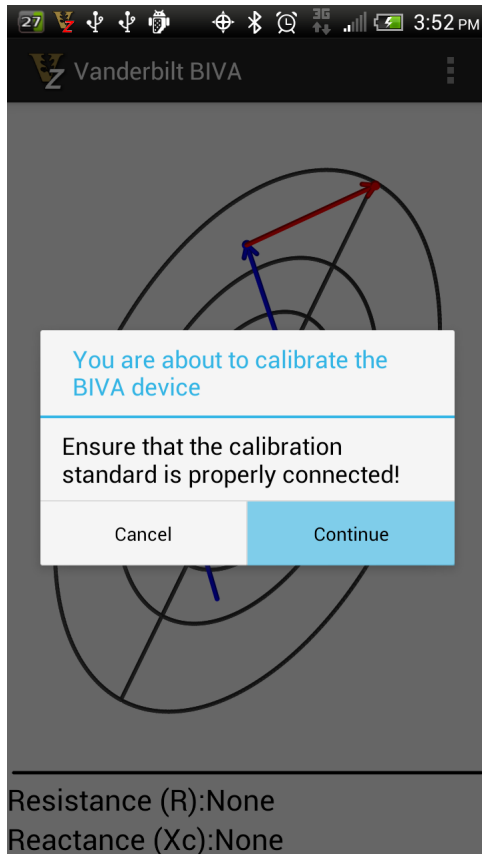 27 3G 3:52 PM
Vanderbilt BIVA
You are about to calibrate the
BIVA device
Ensure that the calibration
standard is properly connected!
Cancel Continue
Resistance (R):None
Reactance (Xc):None